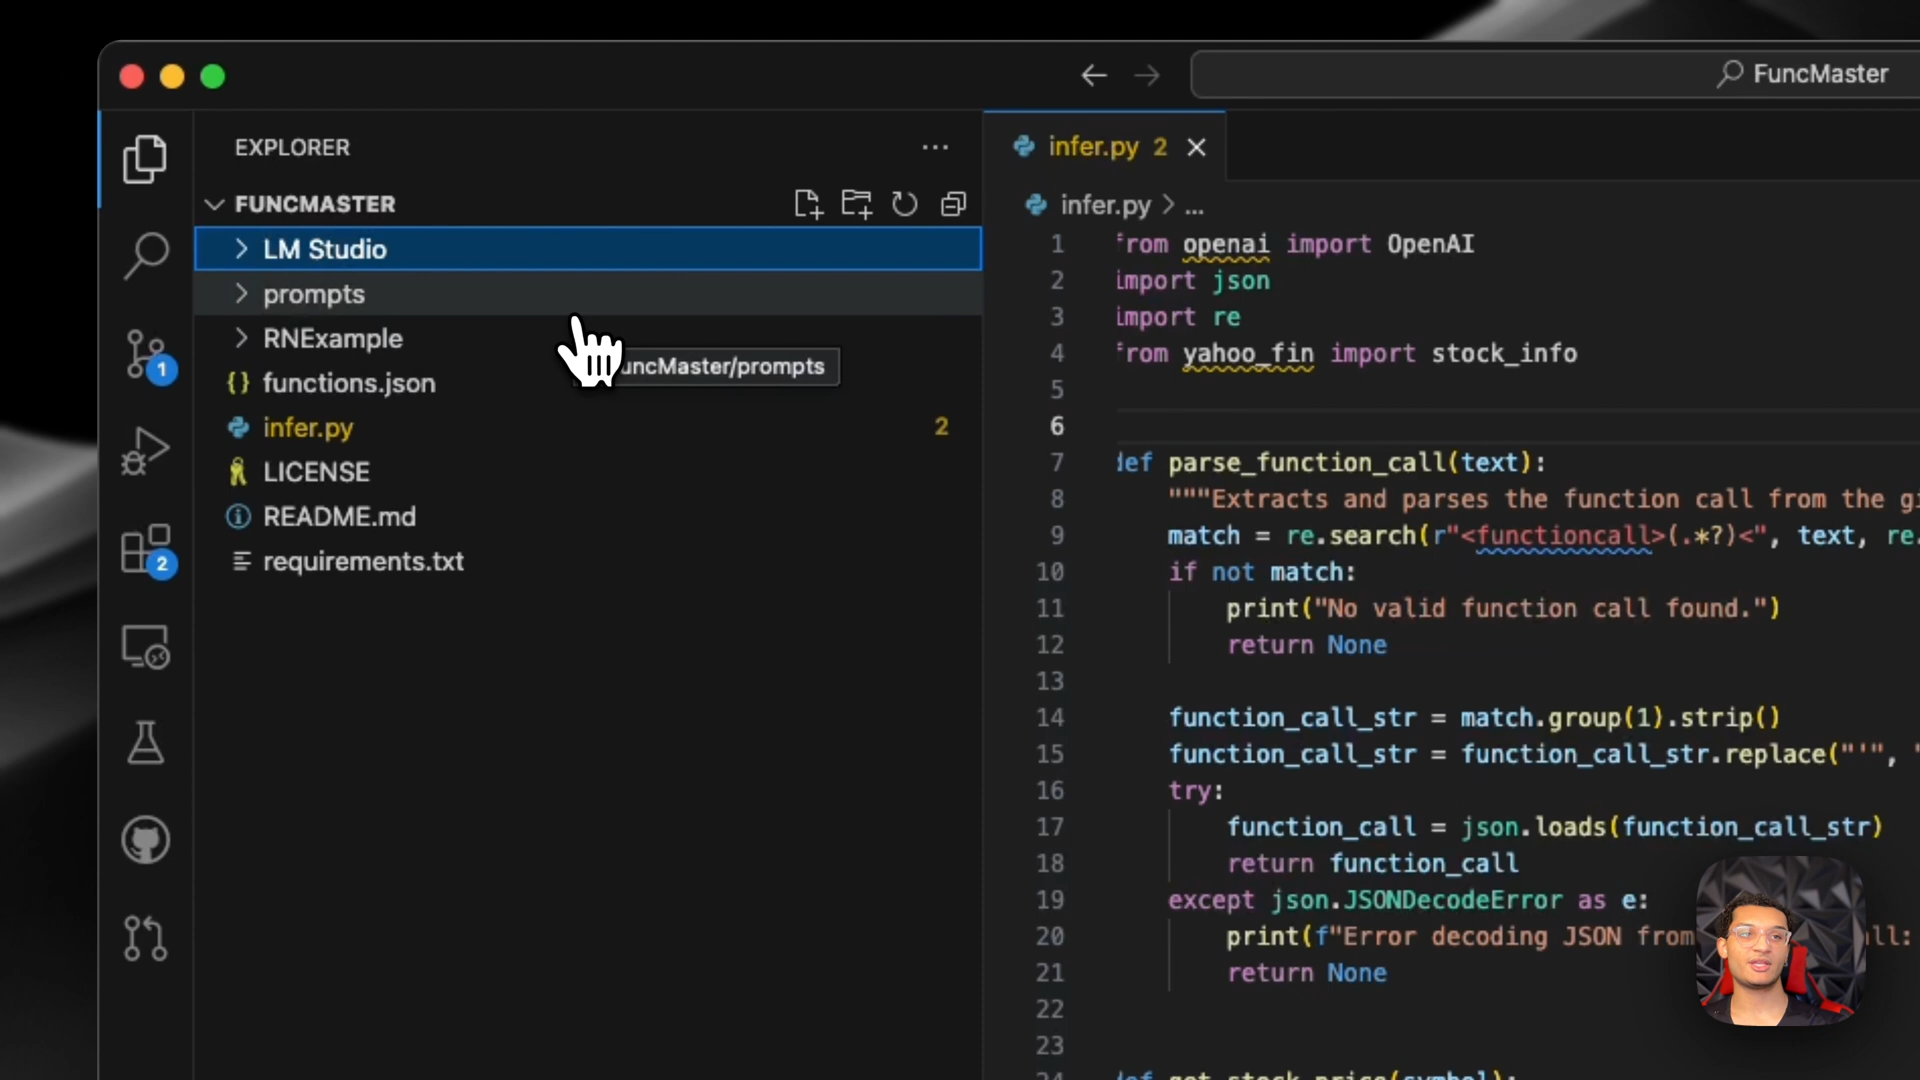 FuncMaster
EXPLORER
...
FUNCMASTER
LM Studio
prompts
RNExample
uncMaster/prompts
{} functions.json
infer.py 2
LICENSE
README.md
requirements.txt
1
2
infer.py 2
infer.py > ...
1 from openai import OpenAI
2 import json
3 import re
4 from yahoo_fin import stock_info
5
6
7 def parse_function_call(text):
8 """Extracts and parses the function call from the gi
9 match = re.search(r"<functioncall>(.*?)<", text, re.
10 if not match:
11 print("No valid function call found.")
12 return None
13
14 function_call_str = match.group(1).strip()
15 function_call_str = function_call_str.replace("'", "
16 try:
17 function_call = json.loads(function_call_str)
18 return function_call
19 except json.JSONDecodeError as e:
20 print(f"Error decoding JSON from all:
21 return None
22
23
24 def get_stock_price(symbol):